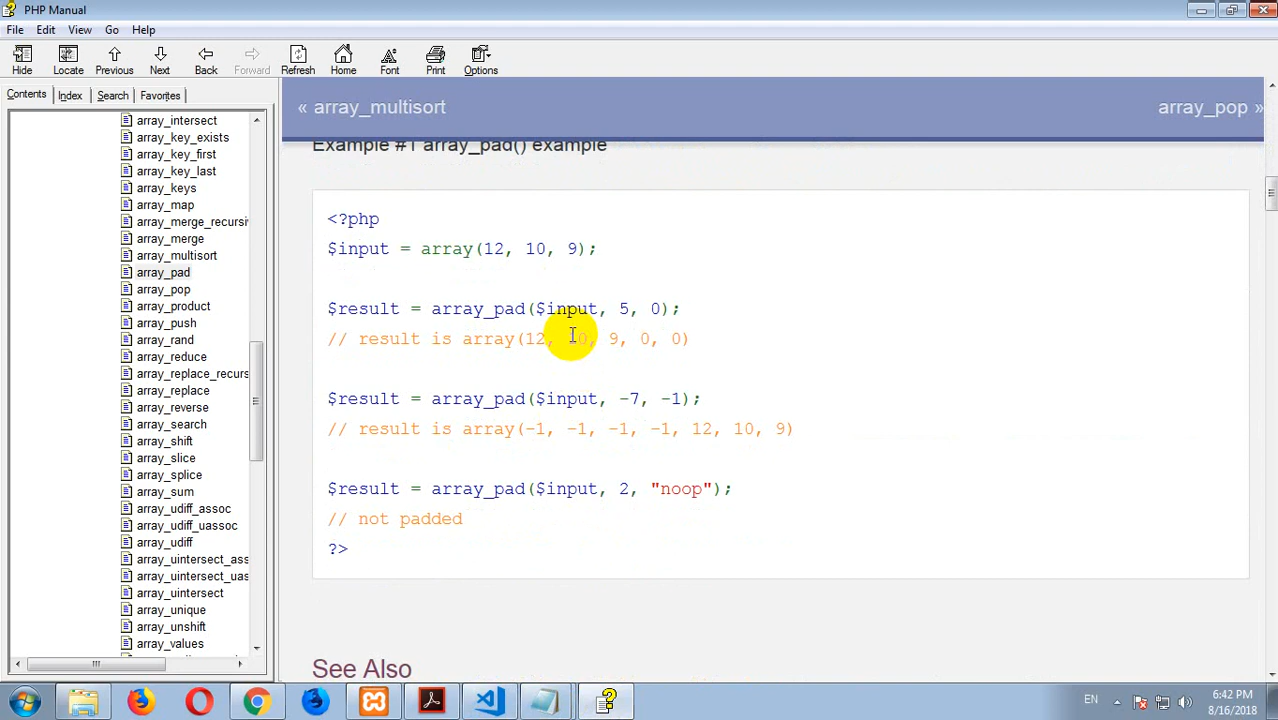 PHP Manual
File Edit View Go Help
Hide Locate Previous Next Back Forward Refresh Home Font Print Options
Contents Index Search Favorites
array_intersect
array_key_exists
array_key_first
array_key_last
array_keys
array_map
array_merge_recursi
array_merge
array_multisort
array_pad
array_pop
array_product
array_push
array_rand
array_reduce
array_replace_recurs
array_replace
array_reverse
array_search
array_shift
array_slice
array_splice
array_sum
array_udiff_assoc
array_udiff_uassoc
array_udiff
array_uintersect_ass
array_uintersect_uas
array_uintersect
array_unique
array_unshift
array_values
« array_multisort array_pop »
Example #1 array_pad() example
<?php
$input = array(12, 10, 9);
$result = array_pad($input, 5, 0);
// result is array(12, 10, 9, 0, 0)
$result = array_pad($input, -7, -1);
// result is array(-1, -1, -1, -1, 12, 10, 9)
$result = array_pad($input, 2, "noop");
// not padded
?>
See Also
EN 6:42 PM
8/16/2018